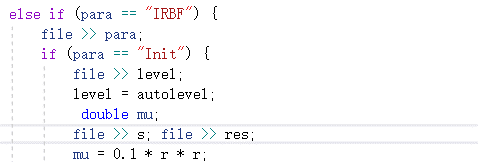 else if (para == "IRBF") {
file >> para;
if (para == "Init") {
file >> level;
level = autolevel;
double mu;
file >> s; file >> res;
mu = 0.1 * r * r;